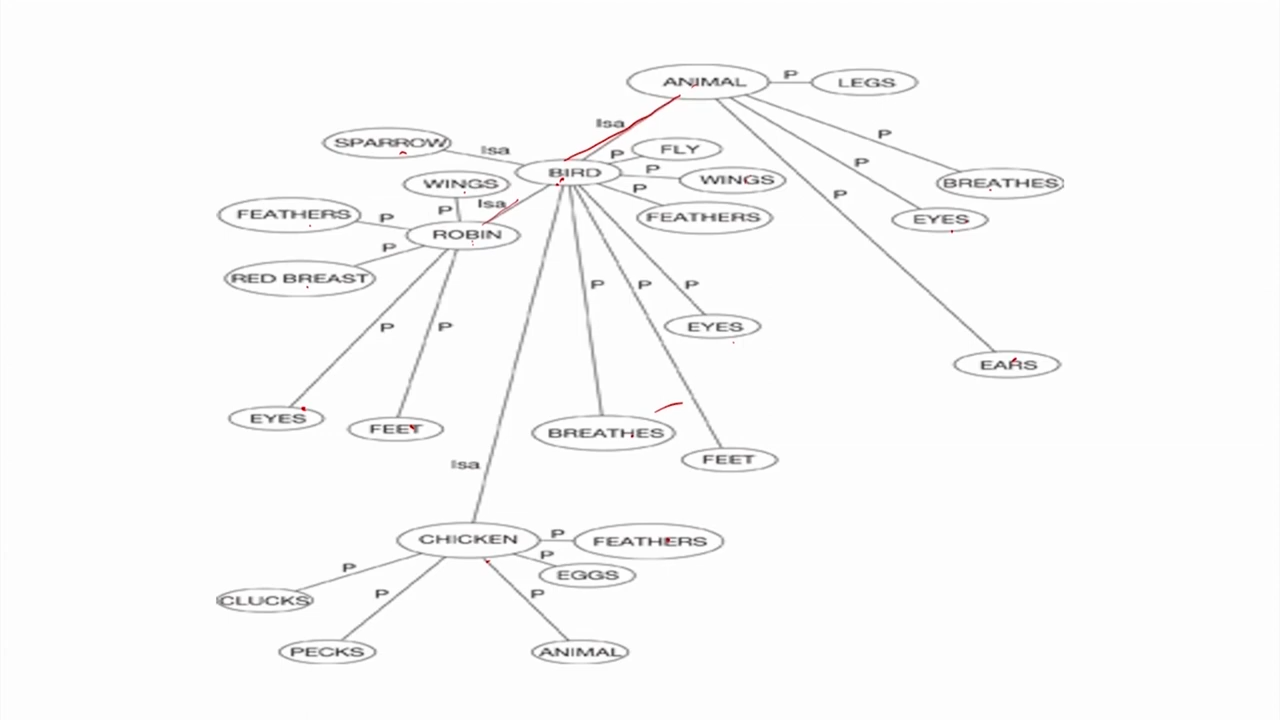 ANIMAL P LEGS
Isa
P
SPARROW Isa P FLY
P
BIRD P WINGS BREATHES
WINGS P P
FEATHERS P P Isa FEATHERS EYES
ROBIN
P
RED BREAST P P P
P P EYES
EARS
EYES FEET BREATHES
FEET
Isa
CHICKEN P FEATHERS
P EGGS
P
CLUCKS P P
PECKS ANIMAL